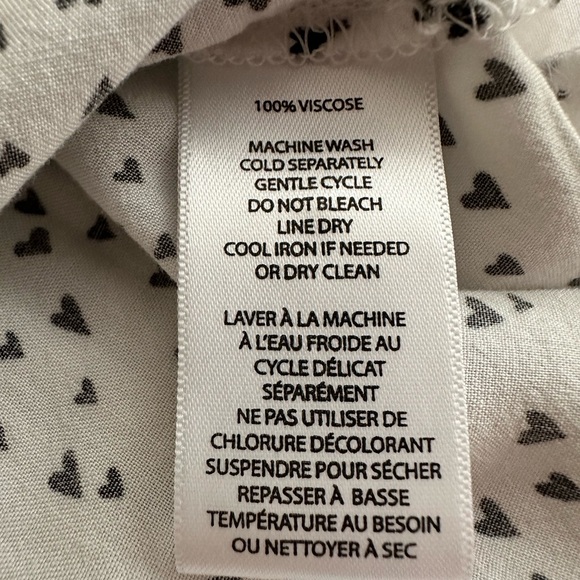 100% VISCOSE
MACHINE WASH
COLD SEPARATELY
GENTLE CYCLE
DO NOT BLEACH
LINE DRY
COOL IRON IF NEEDED
OR DRY CLEAN
LAVER À LA MACHINE
À L'EAU FROIDE AU
CYCLE DÉLICAT
SÉPARÉMENT
NE PAS UTILISER DE
CHLORURE DÉCOLORANT
SUSPENDRE POUR SÉCHER
REPASSER À BASSE
TEMPÉRATURE AU BESOIN
OU NETTOYER À SEC